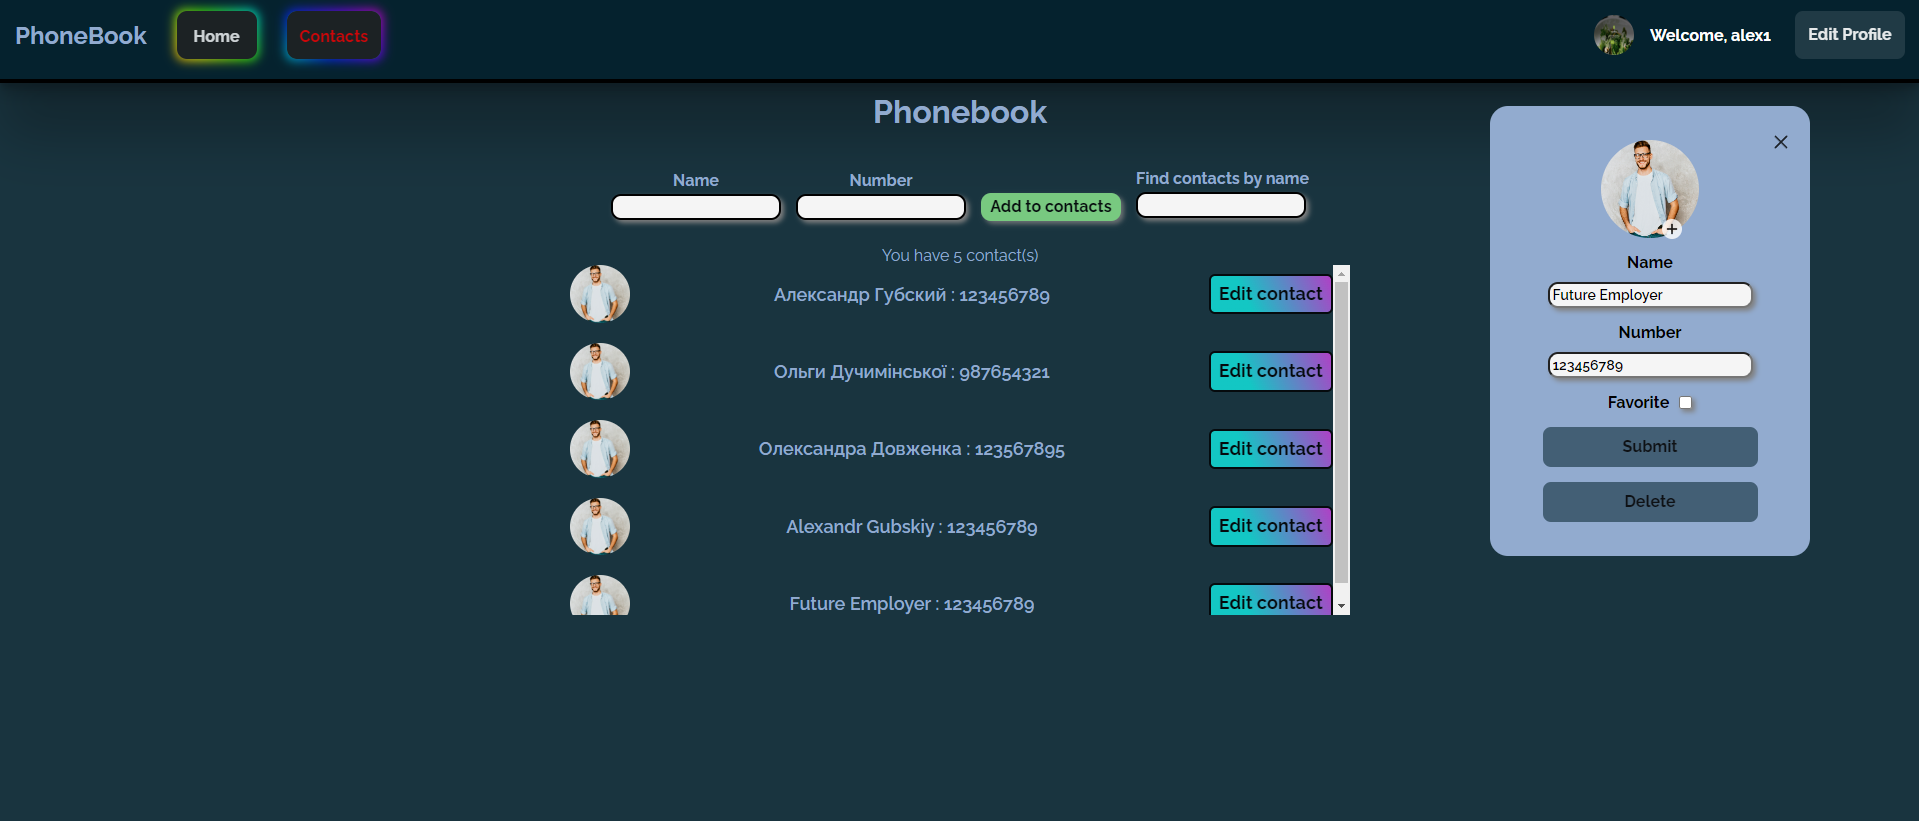 PhoneBook
Home
Contacts
Welcome, alex1
Edit Profile
Phonebook
Name
Number
Add to contacts
Find contacts by name
You have 5 contact(s)
Александр Губский : 123456789
Edit contact
Ольги Дучимінської : 987654321
Edit contact
Олександра Довженка : 123567895
Edit contact
Alexandr Gubskiy : 123456789
Edit contact
Future Employer : 123456789
Edit contact
Name
Future Employer
Number
123456789
Favorite
Submit
Delete